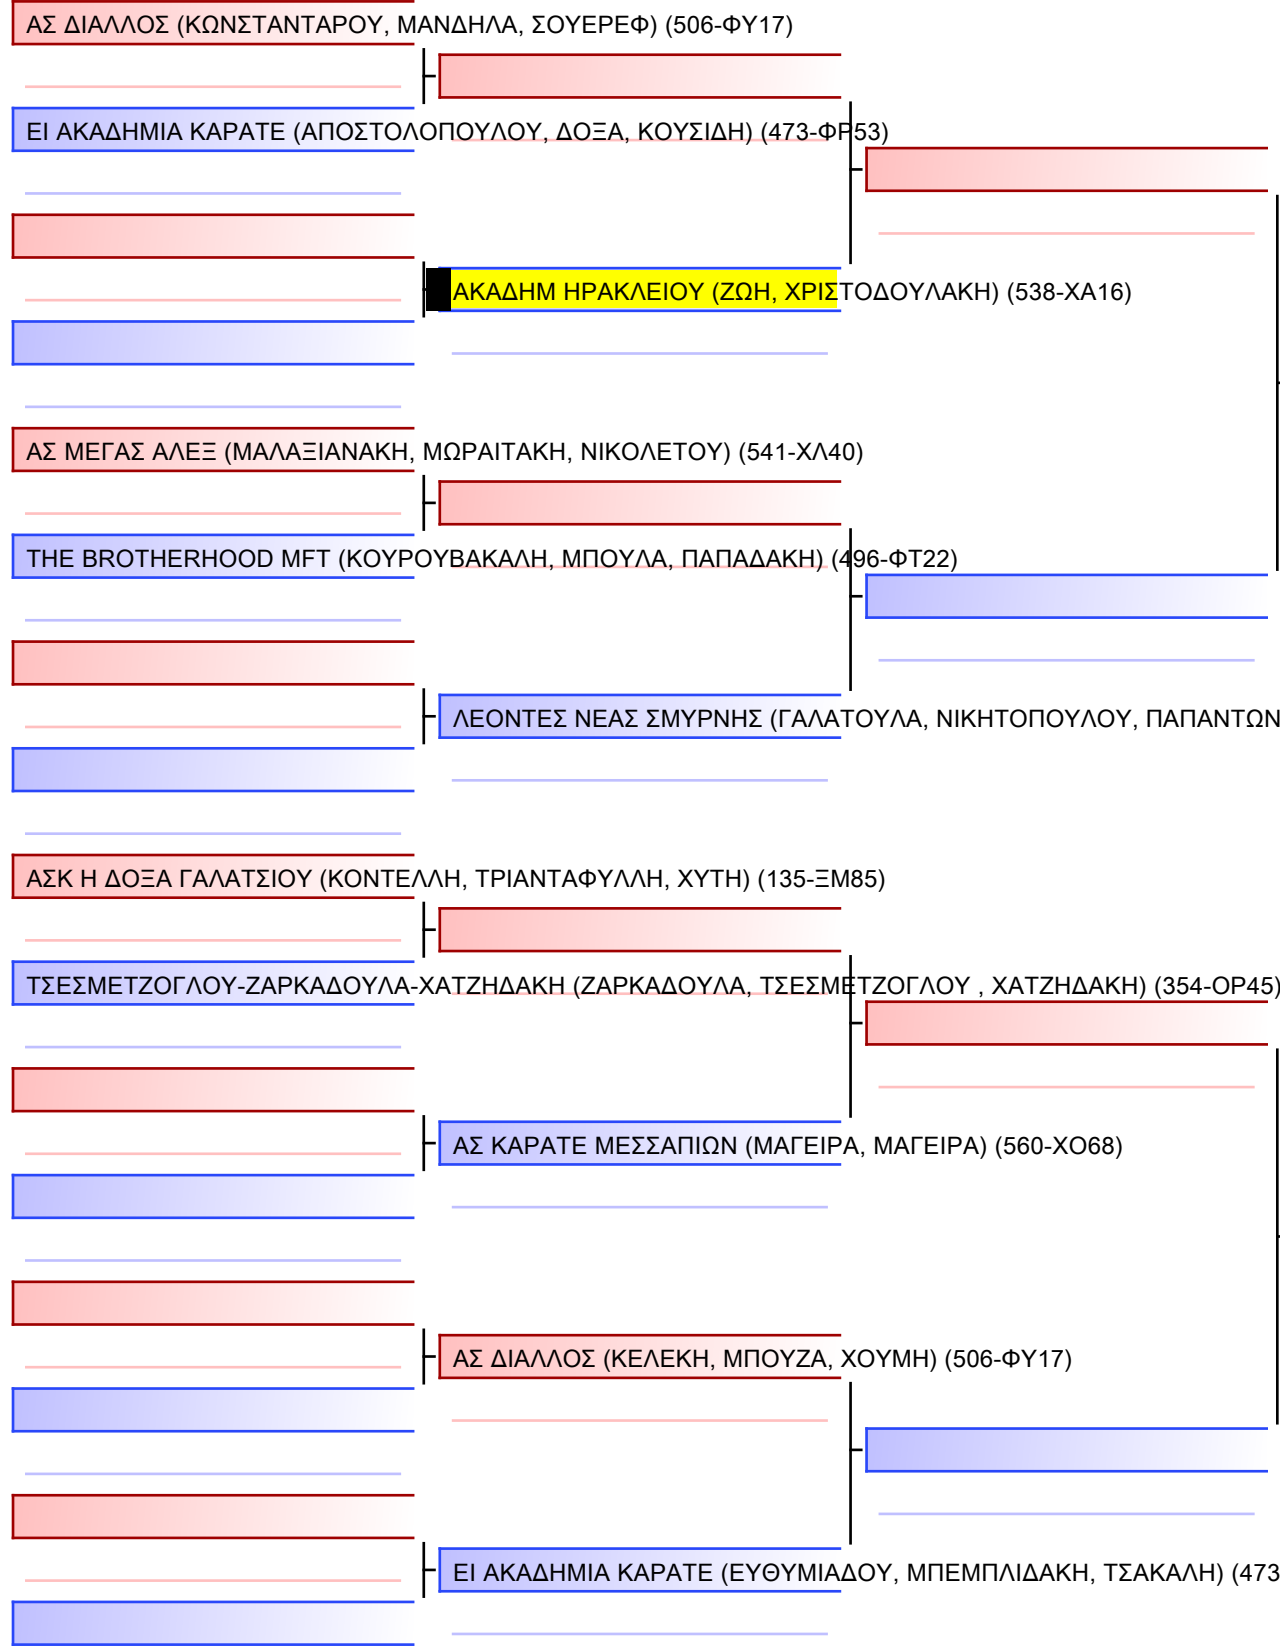 ΑΣ ΔΙΑΛΛΟΣ (ΚΩΝΣΤΑΝΤΑΡΟΥ, ΜΑΝΔΗΛΑ, ΣΟΥΕΡΕΦ) (506-ΦΥ17)
ΕΙ ΑΚΑΔΗΜΙΑ ΚΑΡΑΤΕ (ΑΠΟΣΤΟΛΟΠΟΥΛΟΥ, ΔΟΞΑ, ΚΟΥΣΙΔΗ) (473-ΦΡ53)
ΑΚΑΔΗΜ ΗΡΑΚΛΕΙΟΥ (ΖΩΗ, ΧΡΙΣΤΟΔΟΥΛΑΚΗ) (538-ΧΑ16)
ΑΣ ΜΕΓΑΣ ΑΛΕΞ (ΜΑΛΑΞΙΑΝΑΚΗ, ΜΩΡΑΙΤΑΚΗ, ΝΙΚΟΛΕΤΟΥ) (541-ΧΛ40)
THE BROTHERHOOD MFT (ΚΟΥΡΟΥΒΑΚΑΛΗ, ΜΠΟΥΛΑ, ΠΑΠΑΔΑΚΗ) (496-ΦΤ22)
ΛΕΟΝΤΕΣ ΝΕΑΣ ΣΜΥΡΝΗΣ (ΓΑΛΑΤΟΥΛΑ, ΝΙΚΗΤΟΠΟΥΛΟΥ, ΠΑΠΑΝΤΩΝ
ΑΣΚ Η ΔΟΞΑ ΓΑΛΑΤΣΙΟΥ (ΚΟΝΤΕΛΛΗ, ΤΡΙΑΝΤΑΦΥΛΛΗ, ΧΥΤΗ) (135-ΞΜ85)
ΤΣΕΣΜΕΤΖΟΓΛΟΥ-ΖΑΡΚΑΔΟΥΛΑ-ΧΑΤΖΗΔΑΚΗ (ΖΑΡΚΑΔΟΥΛΑ, ΤΣΕΣΜΕΤΖΟΓΛΟΥ , ΧΑΤΖΗΔΑΚΗ) (354-ΟΡ45)
ΑΣ ΚΑΡΑΤΕ ΜΕΣΣΑΠΙΩΝ (ΜΑΓΕΙΡΑ, ΜΑΓΕΙΡΑ) (560-ΧΟ68)
ΑΣ ΔΙΑΛΛΟΣ (ΚΕΛΕΚΗ, ΜΠΟΥΖΑ, ΧΟΥΜΗ) (506-ΦΥ17)
ΕΙ ΑΚΑΔΗΜΙΑ ΚΑΡΑΤΕ (ΕΥΘΥΜΙΑΔΟΥ, ΜΠΕΜΠΛΙΔΑΚΗ, ΤΣΑΚΑΛΗ) (473